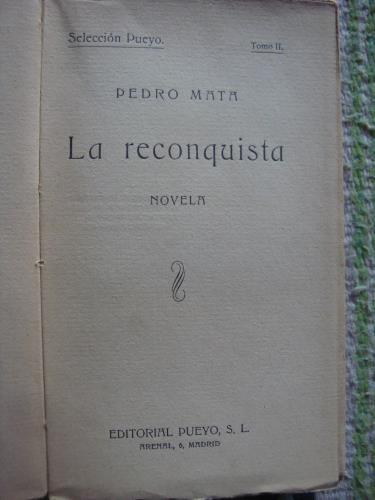 Selección Pueyo.
Tomo II.
PEDRO MATA
La reconquista
NOVELA
EDITORIAL PUEYO, S. L.
ARENAL, 6, MADRID